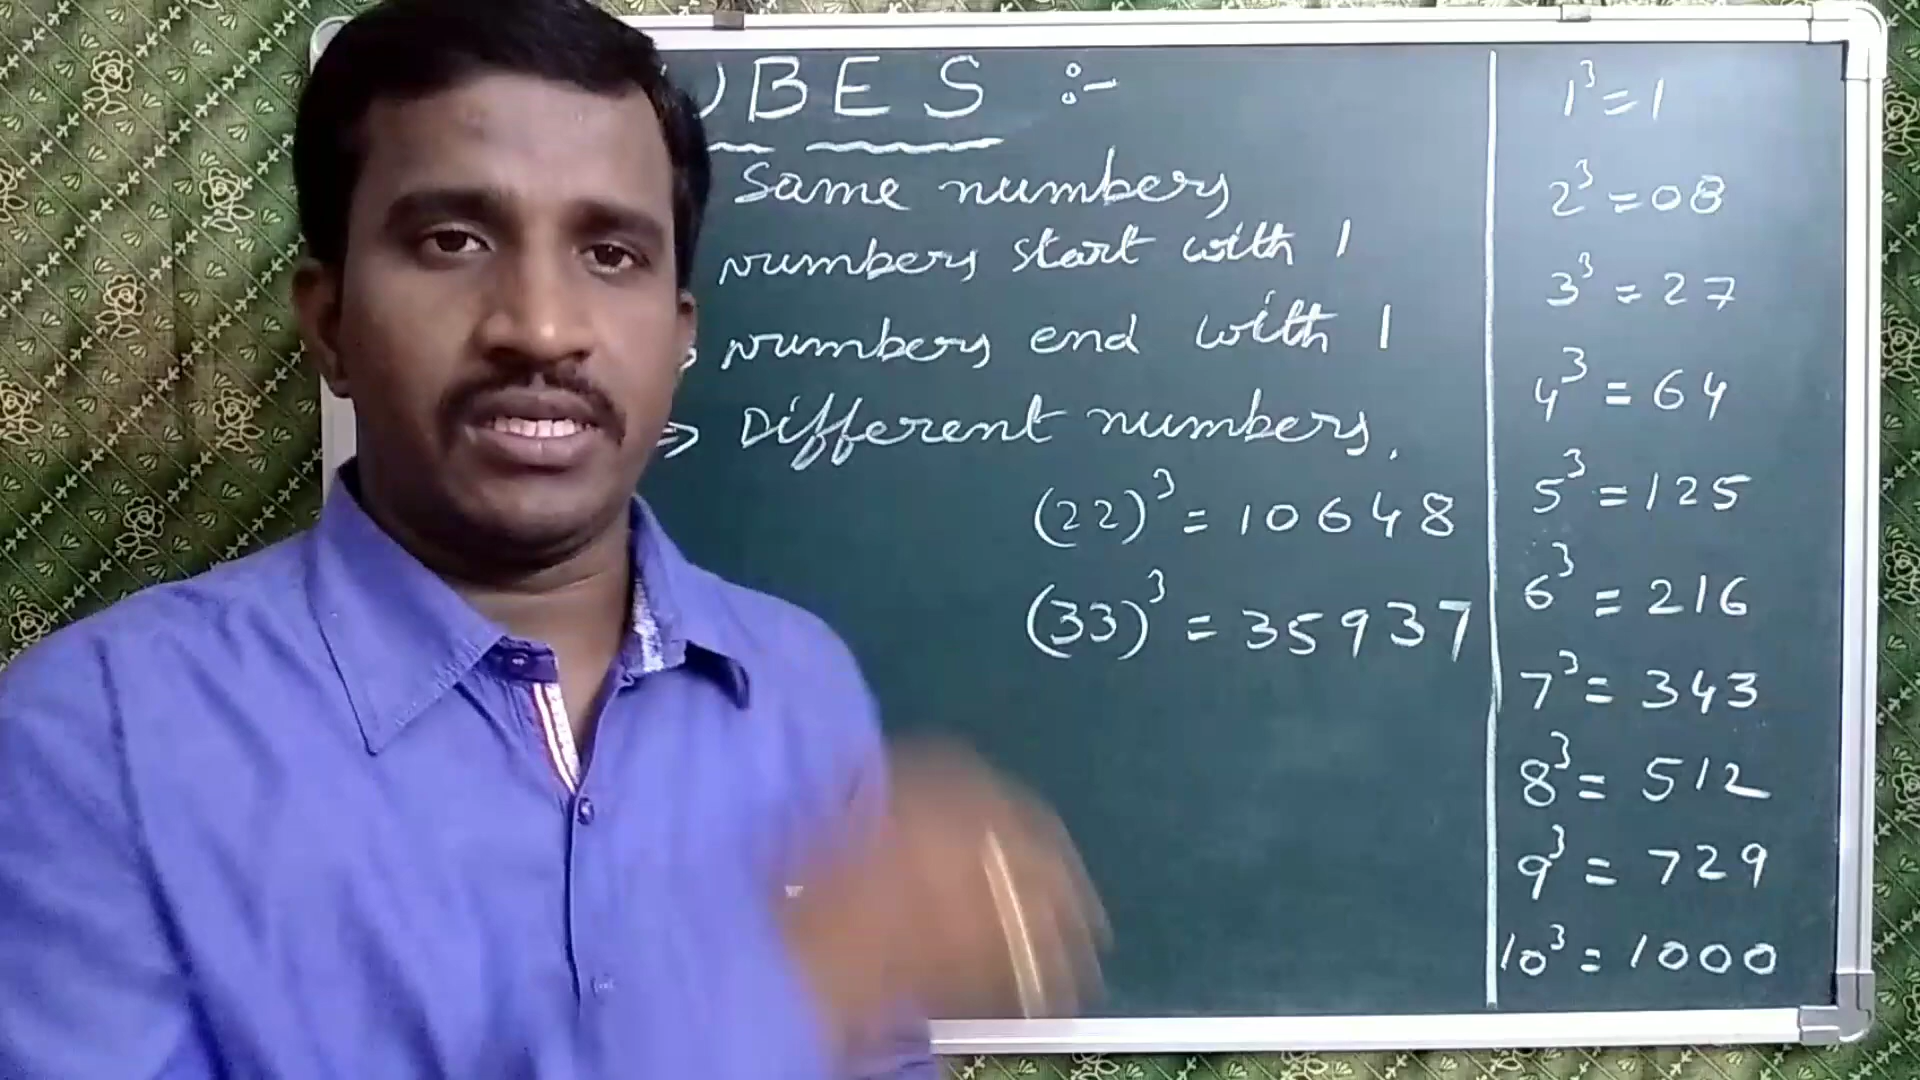 UBES :-
Same numbers
numbers start with 1
numbers end with 1
⇒ Different numbers.
(22)³ = 10648
(33)³ = 35937
1³ = 1
2³ = 08
3³ = 27
4³ = 64
5³ = 125
6³ = 216
7³ = 343
8³ = 512
9³ = 729
10³ = 1000